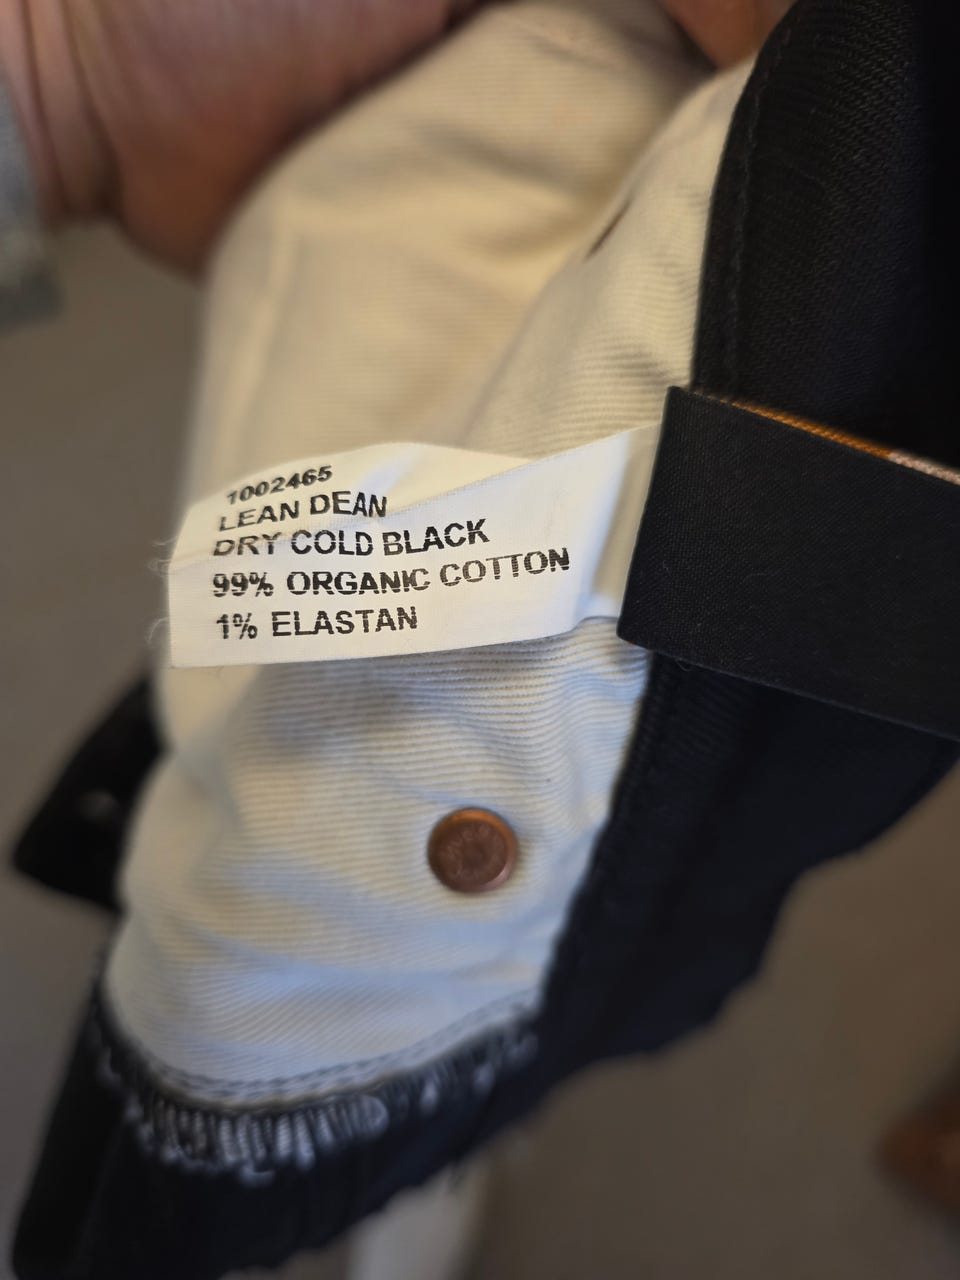 1002465
LEAN DEAN
DRY COLD BLACK
99% ORGANIC COTTON
1% ELASTAN